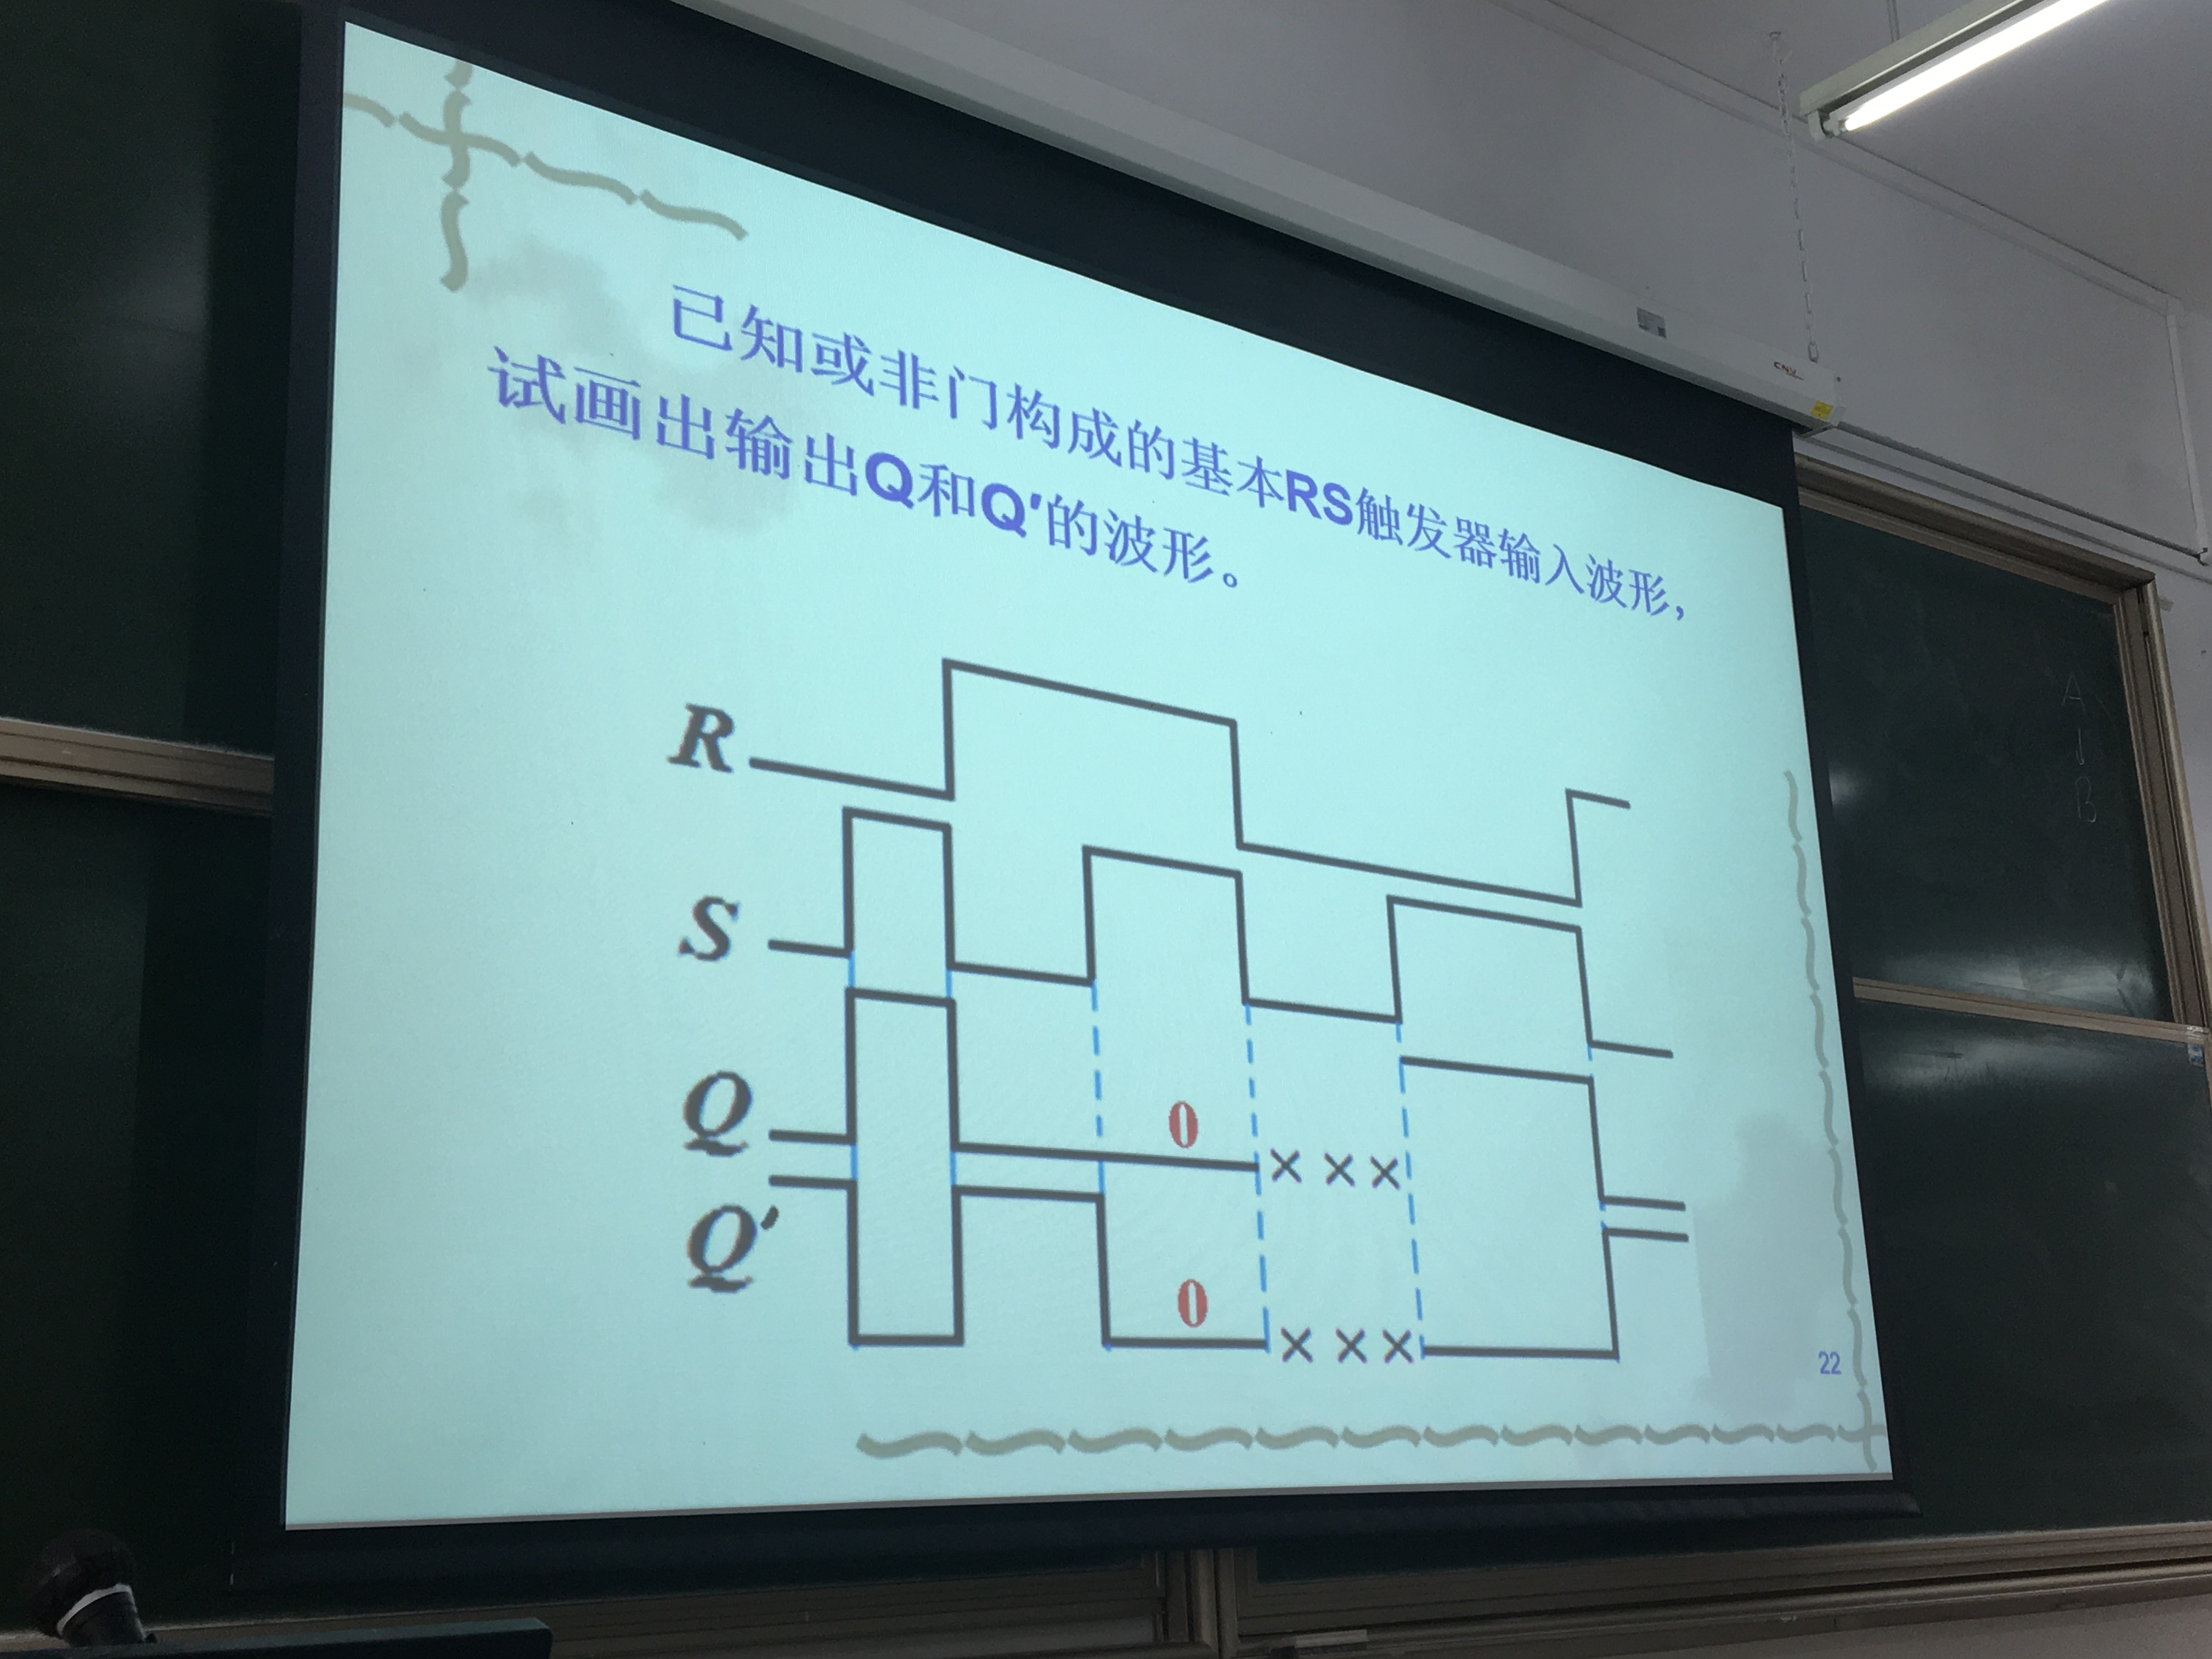 已知或非门构成的基本RS触发器输入波形，
试画出输出Q和Q'的波形。
R
S
Q
0
× × ×
Q'
0
× × ×
22
A
B